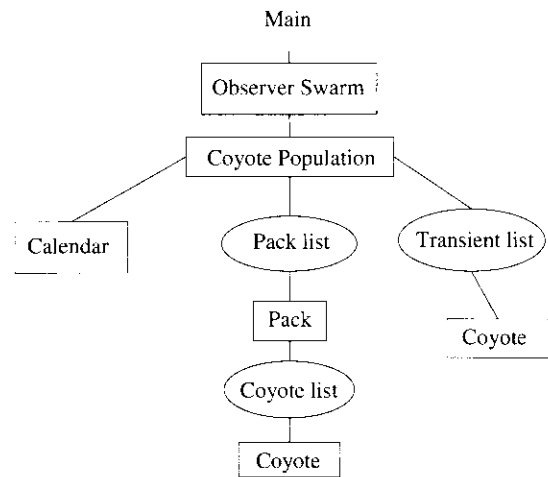 Main
Observer Swarm
Coyote Population
Calendar
Pack list
Transient list
Pack
Coyote
Coyote list
Coyote